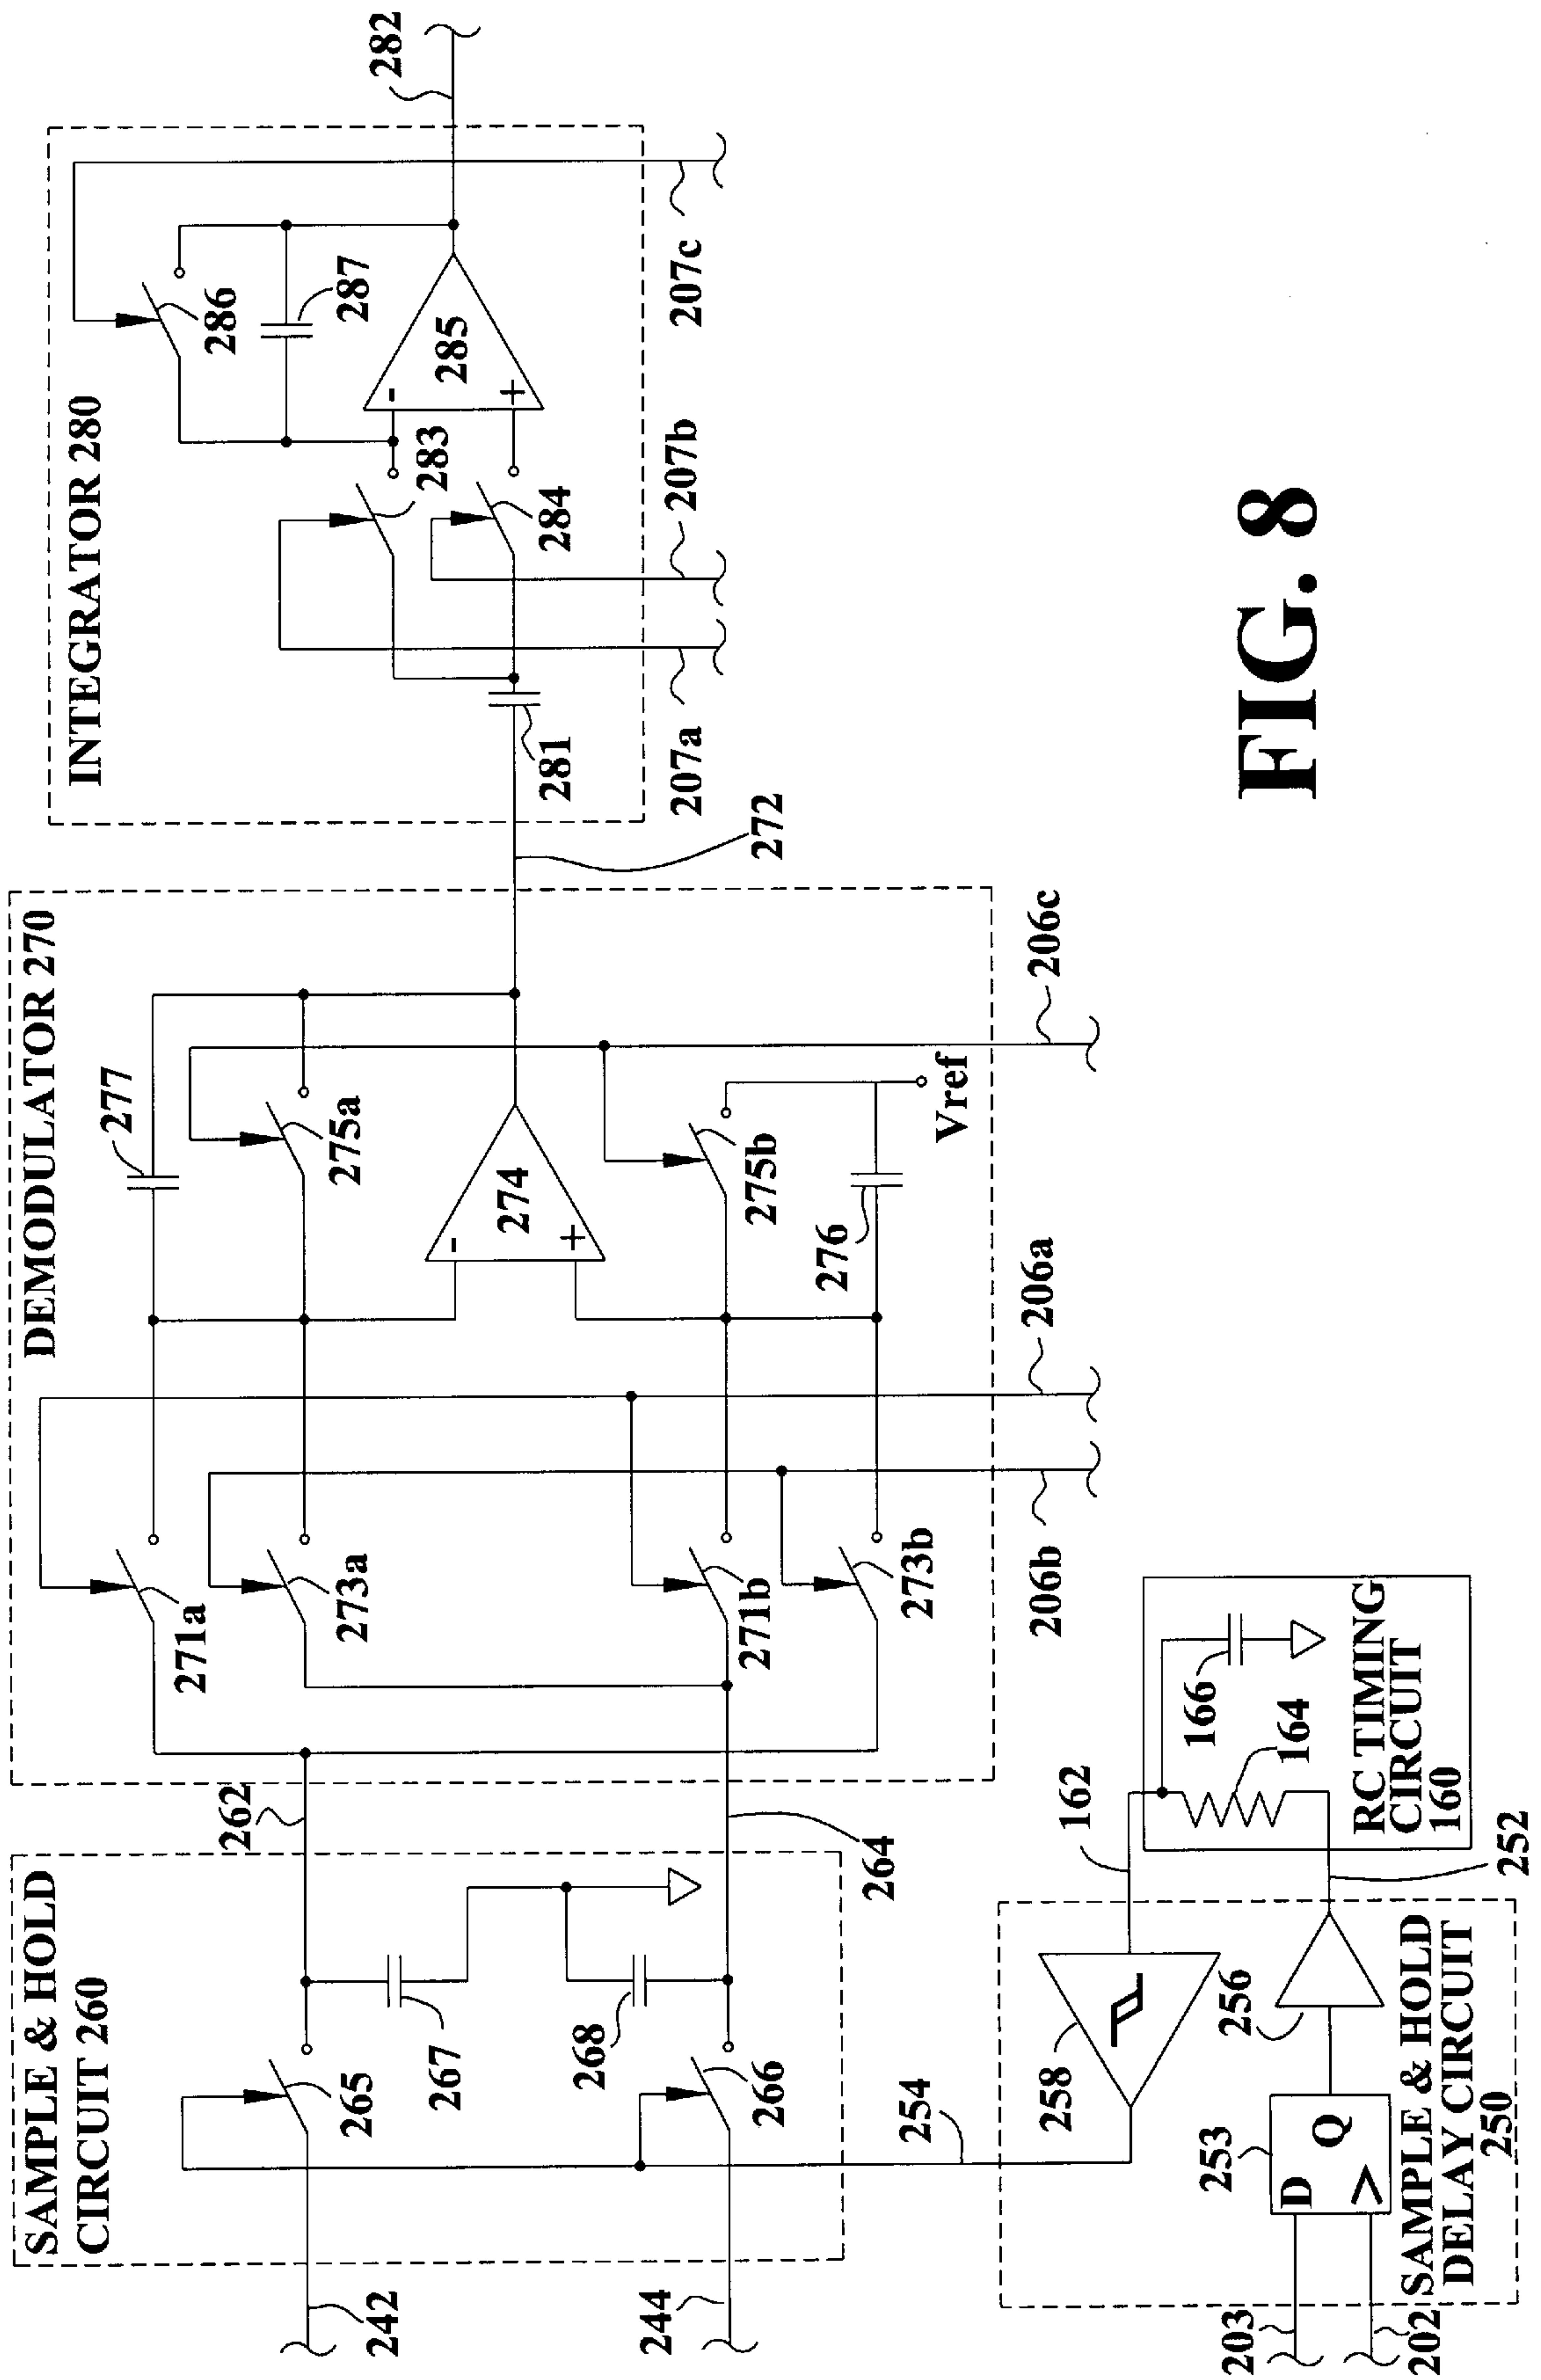 SAMPLE & HOLD
CIRCUIT 260
242
244
265
266
267
268
262
264
254
DEMODULATOR 270
271a
273a
271b
273b
277
275a
274
-
+
275b
276
Vref
206b
206a
206c
272
INTEGRATOR 280
281
283
284
285
-
+
286
287
207a
207b
207c
282
203
202
253
D
Q
256
258
SAMPLE & HOLD
DELAY CIRCUIT
250
162
252
166
164
RC TIMING
CIRCUIT
160
FIG. 8